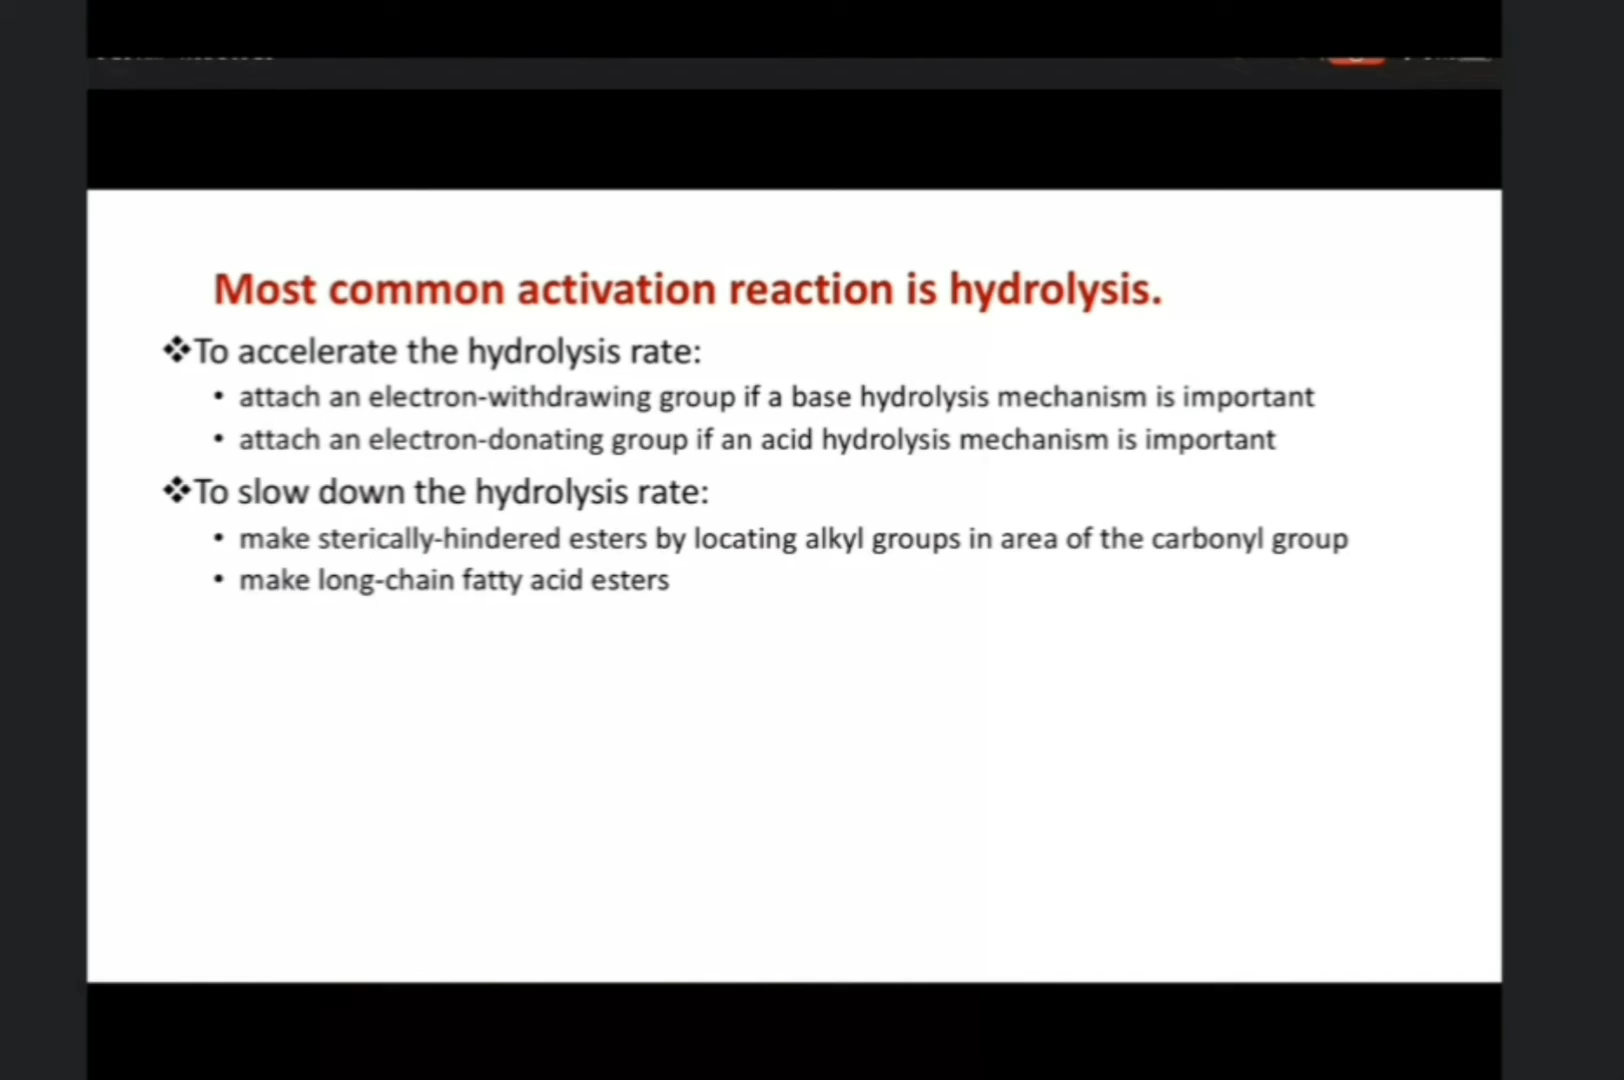 Most common activation reaction is hydrolysis.
❖To accelerate the hydrolysis rate:
• attach an electron-withdrawing group if a base hydrolysis mechanism is important
• attach an electron-donating group if an acid hydrolysis mechanism is important
❖To slow down the hydrolysis rate:
• make sterically-hindered esters by locating alkyl groups in area of the carbonyl group
• make long-chain fatty acid esters